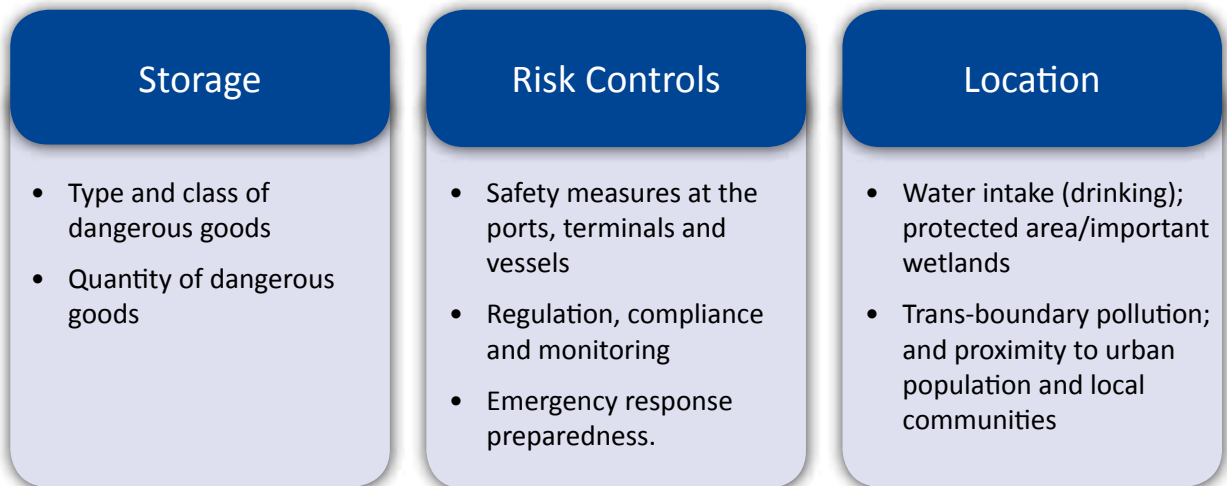 Storage
• Type and class of
dangerous goods
• Quantity of dangerous
goods
Risk Controls
• Safety measures at the
ports, terminals and
vessels
• Regulation, compliance
and monitoring
• Emergency response
preparedness.
Location
• Water intake (drinking);
protected area/important
wetlands
• Trans-boundary pollution;
and proximity to urban
population and local
communities